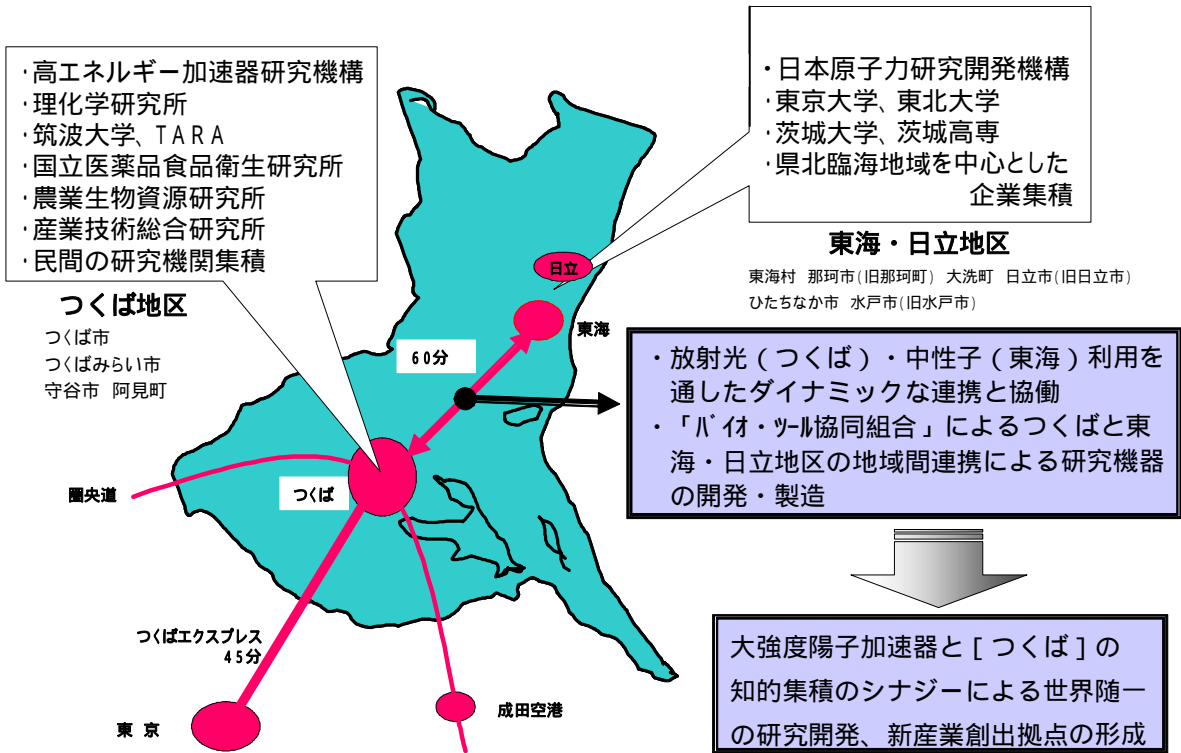 ・高エネルギー加速器研究機構
・理化学研究所
・筑波大学、TARA
・国立医薬品食品衛生研究所
・農業生物資源研究所
・産業技術総合研究所
・民間の研究機関集積
つくば地区
つくば市
つくばみらい市
守谷市 阿見町
・日本原子力研究開発機構
・東京大学、東北大学
・茨城大学、茨城高専
・県北臨海地域を中心とした
企業集積
東海・日立地区
東海村 那珂市(旧那珂町) 大洗町 日立市(旧日立市)
ひたちなか市 水戸市(旧水戸市)
日立
東海
60分
つくば
圏央道
つくばエクスプレス
45分
東 京
成田空港
・放射光(つくば)・中性子(東海)利用を
通したダイナミックな連携と協働
・「バイオ・ツール協同組合」によるつくばと東
海・日立地区の地域間連携による研究機器
の開発・製造
大強度陽子加速器と[つくば]の
知的集積のシナジーによる世界随一
の研究開発、新産業創出拠点の形成